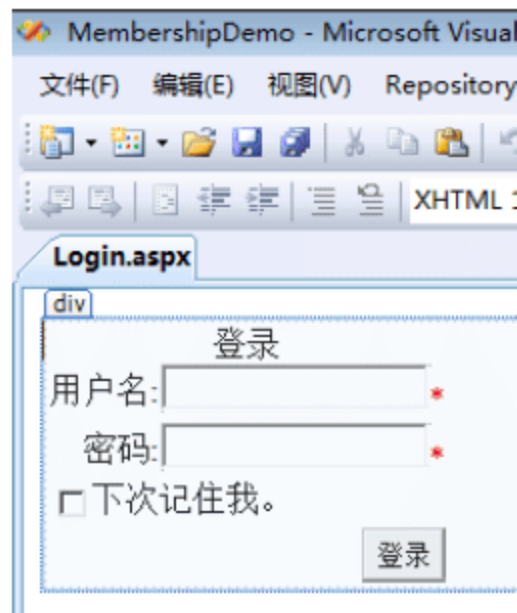 MembershipDemo - Microsoft Visual
文件(F) 编辑(E) 视图(V) Repository
XHTML
Login.aspx
div
登录
用户名: *
密码: *
下次记住我。
登录